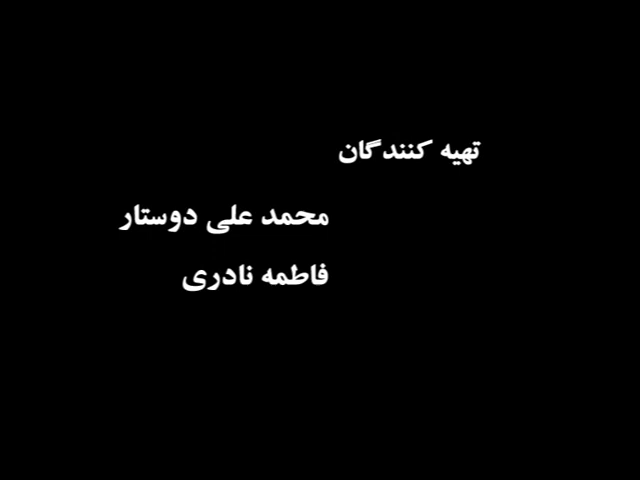 تهیه کنندگان
محمد علی دوستار
فاطمه نادری